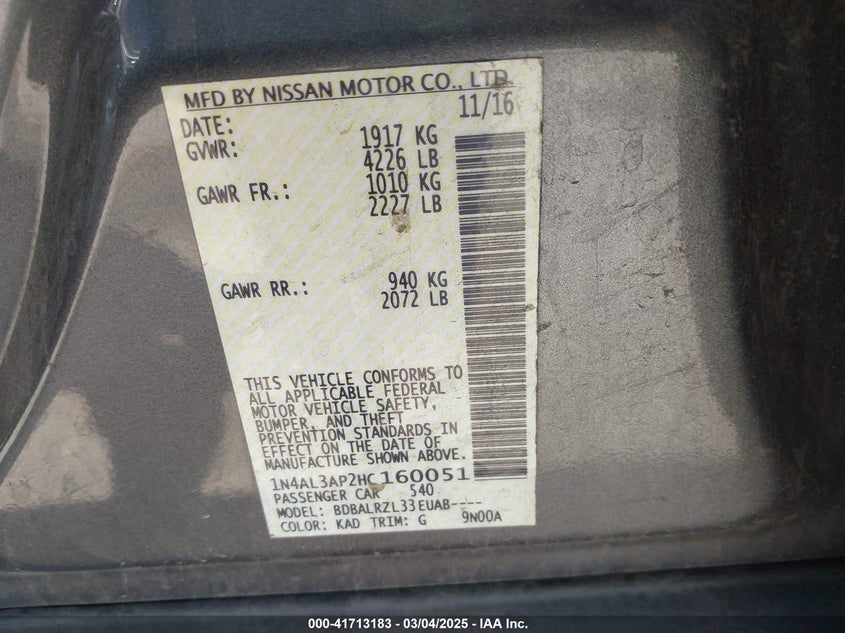 MFD BY NISSAN MOTOR CO., LTD.
DATE: 11/16
GVWR: 1917 KG
4226 LB
GAWR FR.: 1010 KG
2227 LB
GAWR RR.: 940 KG
2072 LB
THIS VEHICLE CONFORMS TO
ALL APPLICABLE FEDERAL
MOTOR VEHICLE SAFETY,
BUMPER, AND THEFT
PREVENTION STANDARDS IN
EFFECT ON THE DATE OF
MANUFACTURE SHOWN ABOVE.
1N4AL3AP2HC160051
PASSENGER CAR 540
MODEL: BDBALRZL33EUAB----
COLOR: KAD TRIM: G 9N00A
000-41713183 - 03/04/2025 - IAA Inc.